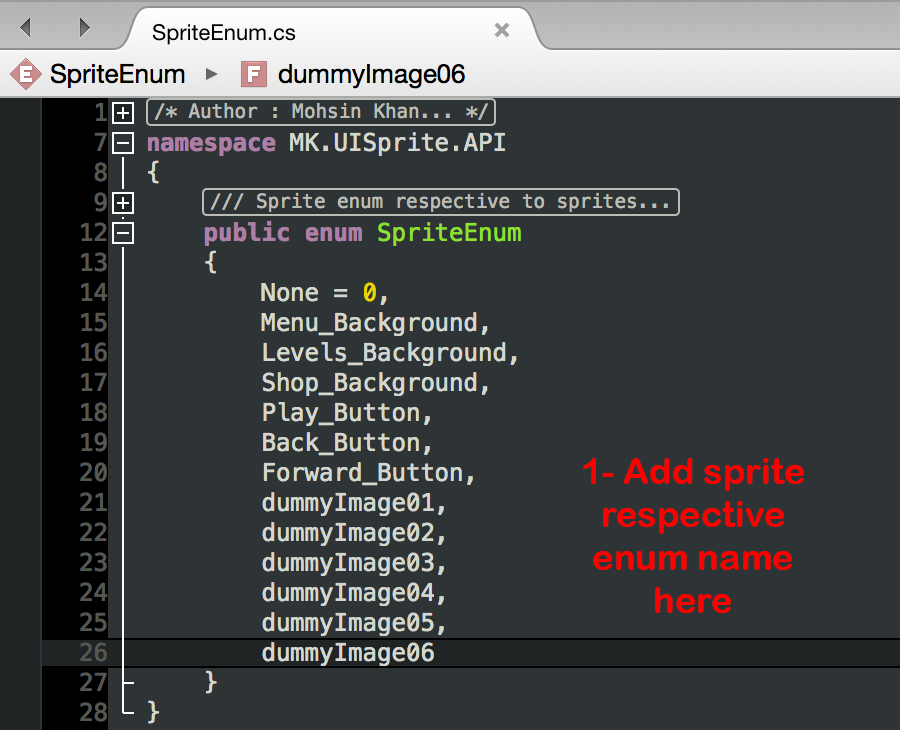 SpriteEnum.cs
E SpriteEnum ▶ F dummyImage06
1 /* Author : Mohsin Khan... */
7 namespace MK.UISprite.API
8 {
9 /// Sprite enum respective to sprites...
12 public enum SpriteEnum
13 {
14 None = 0,
15 Menu_Background,
16 Levels_Background,
17 Shop_Background,
18 Play_Button,
19 Back_Button,
20 Forward_Button,
21 dummyImage01,
22 dummyImage02,
23 dummyImage03,
24 dummyImage04,
25 dummyImage05,
26 dummyImage06
27 }
28 }
1- Add sprite
respective
enum name
here